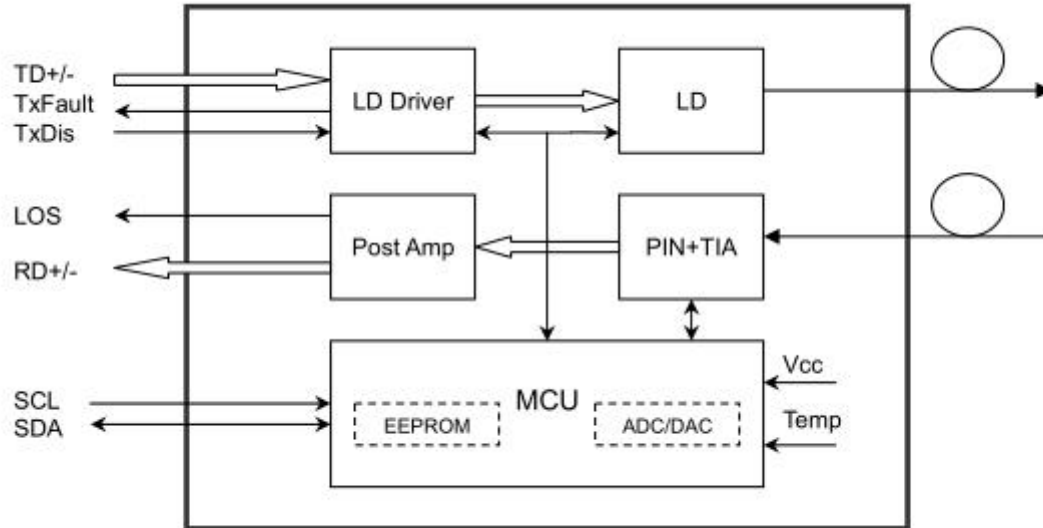 TD+/-
TxFault
TxDis
LD Driver
LD
LOS
RD+/-
Post Amp
PIN+TIA
SCL
SDA
MCU
EEPROM
ADC/DAC
Vcc
Temp